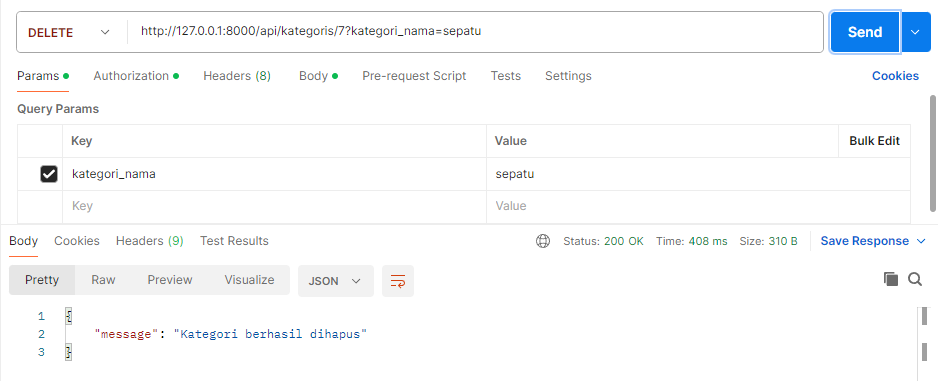 DELETE http://127.0.0.1:8000/api/kategoris/7?kategori_nama=sepatu Send
Params Authorization Headers (8) Body Pre-request Script Tests Settings Cookies
Query Params
Key Value Bulk Edit
kategori_nama sepatu
Key Value
Body Cookies Headers (9) Test Results Status: 200 OK Time: 408 ms Size: 310 B Save Response
Pretty Raw Preview Visualize JSON
1 {
2 "message": "Kategori berhasil dihapus"
3 }